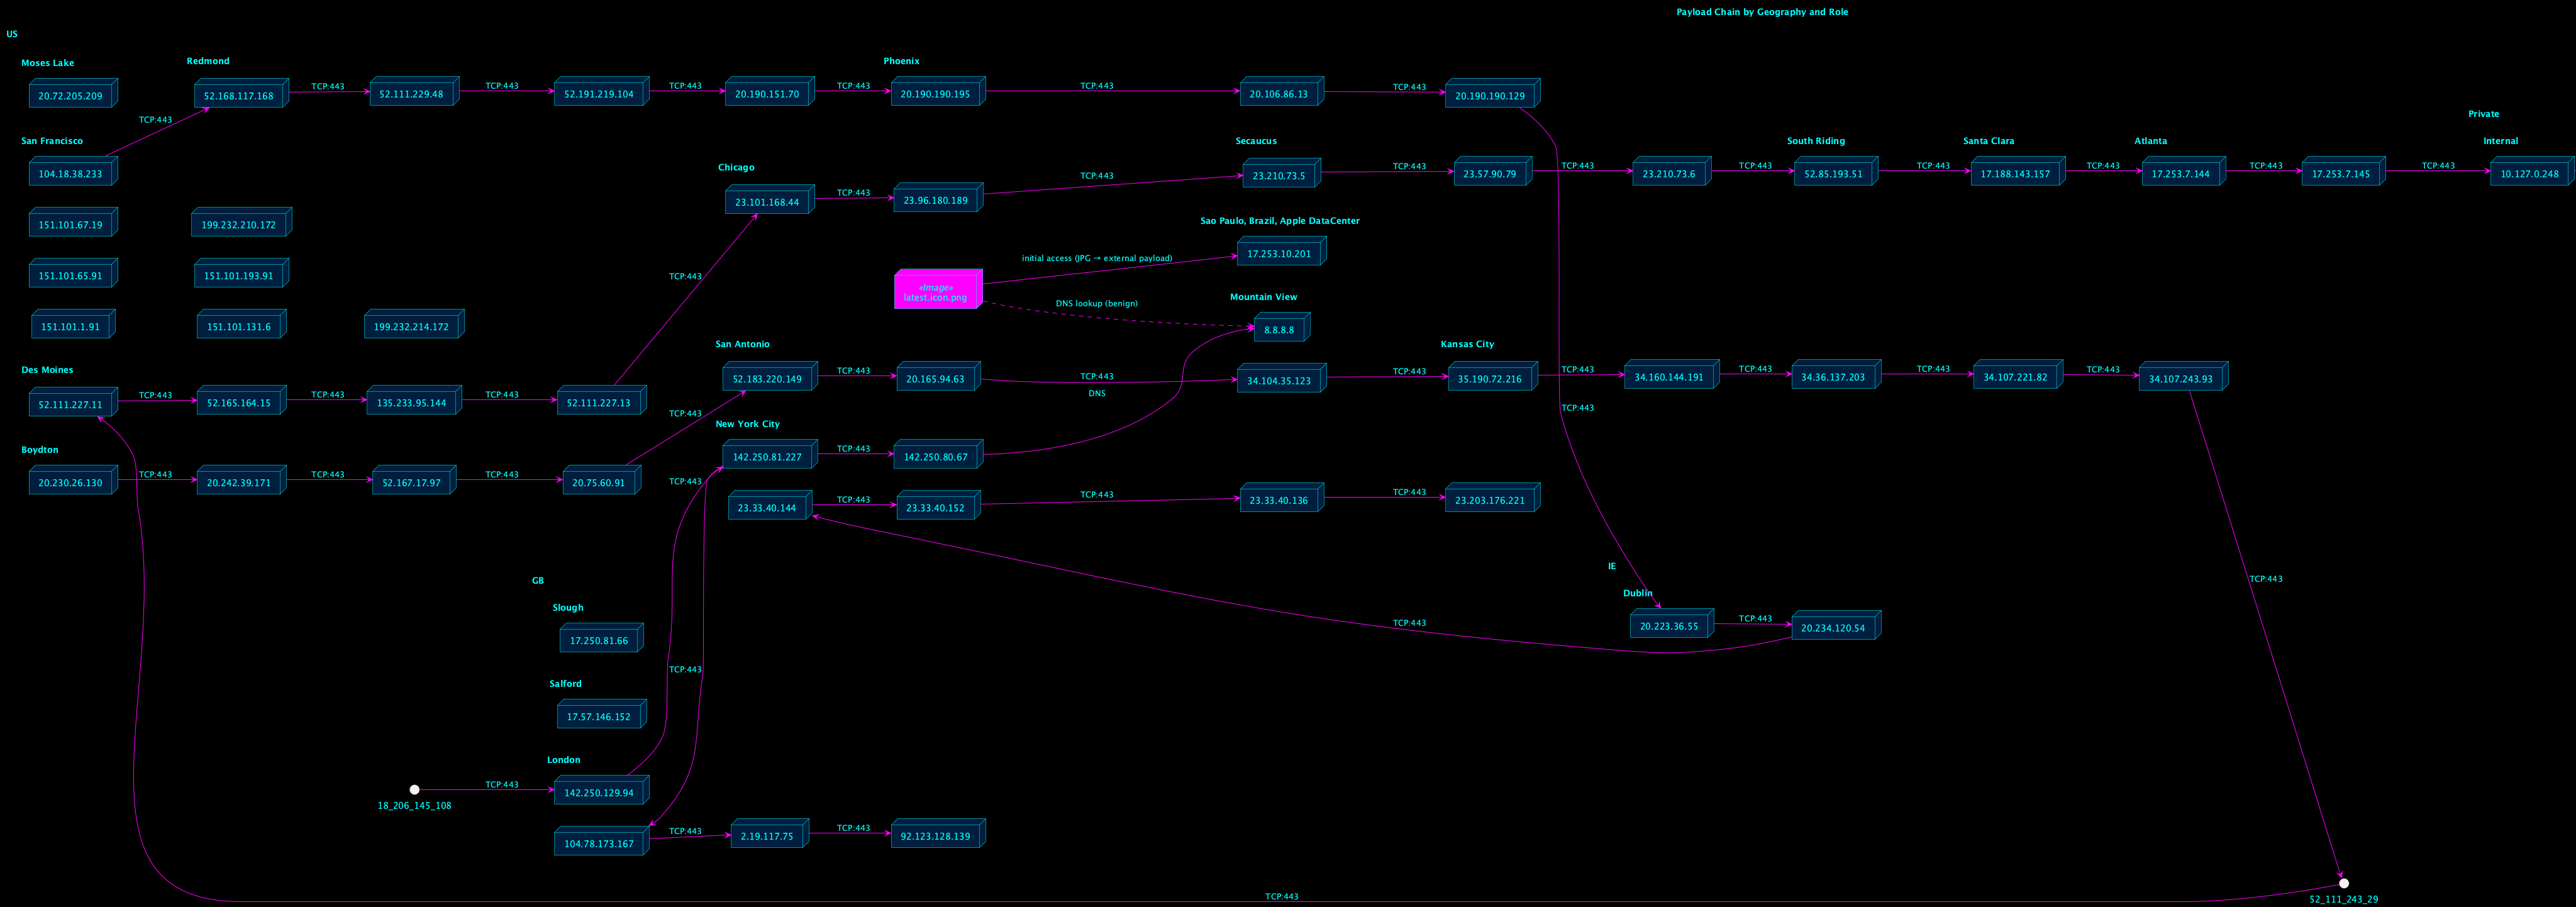 Payload Chain by Geography and Role
US
Moses Lake
20.72.205.209
Redmond
52.168.117.168
TCP:443
52.111.229.48
TCP:443
52.191.219.104
TCP:443
20.190.151.70
TCP:443
Phoenix
20.190.190.195
TCP:443
20.106.86.13
TCP:443
20.190.190.129
TCP:443
San Francisco
104.18.38.233
Chicago
23.101.168.44
TCP:443
23.96.180.189
TCP:443
Secaucus
23.210.73.5
TCP:443
23.57.90.79
TCP:443
23.210.73.6
TCP:443
South Riding
52.85.193.51
TCP:443
Santa Clara
17.188.143.157
TCP:443
Atlanta
17.253.7.144
TCP:443
17.253.7.145
TCP:443
Private
Internal
10.127.0.248
151.101.67.19
199.232.210.172
151.101.65.91
151.101.193.91
151.101.1.91
151.101.131.6
199.232.214.172
TCP:443
«Image»
latest.icon.png
initial access (JPG → external payload)
DNS lookup (benign)
Sao Paulo, Brazil, Apple DataCenter
17.253.10.201
Mountain View
8.8.8.8
Des Moines
52.111.227.11
TCP:443
52.165.164.15
TCP:443
135.233.95.144
TCP:443
52.111.227.13
San Antonio
52.183.220.149
TCP:443
20.165.94.63
TCP:443
DNS
34.104.35.123
TCP:443
Kansas City
35.190.72.216
TCP:443
34.160.144.191
TCP:443
34.36.137.203
TCP:443
34.107.221.82
TCP:443
34.107.243.93
TCP:443
TCP:443
Boydton
20.230.26.130
TCP:443
20.242.39.171
TCP:443
52.167.17.97
TCP:443
20.75.60.91
TCP:443
New York City
142.250.81.227
TCP:443
142.250.80.67
TCP:443
23.33.40.144
TCP:443
23.33.40.152
TCP:443
23.33.40.136
TCP:443
23.203.176.221
GB
Slough
17.250.81.66
IE
Dublin
20.223.36.55
TCP:443
20.234.120.54
TCP:443
TCP:443
TCP:443
Salford
17.57.146.152
London
18_206_145_108
TCP:443
142.250.129.94
104.78.173.167
TCP:443
2.19.117.75
TCP:443
92.123.128.139
52_111_243_29
TCP:443